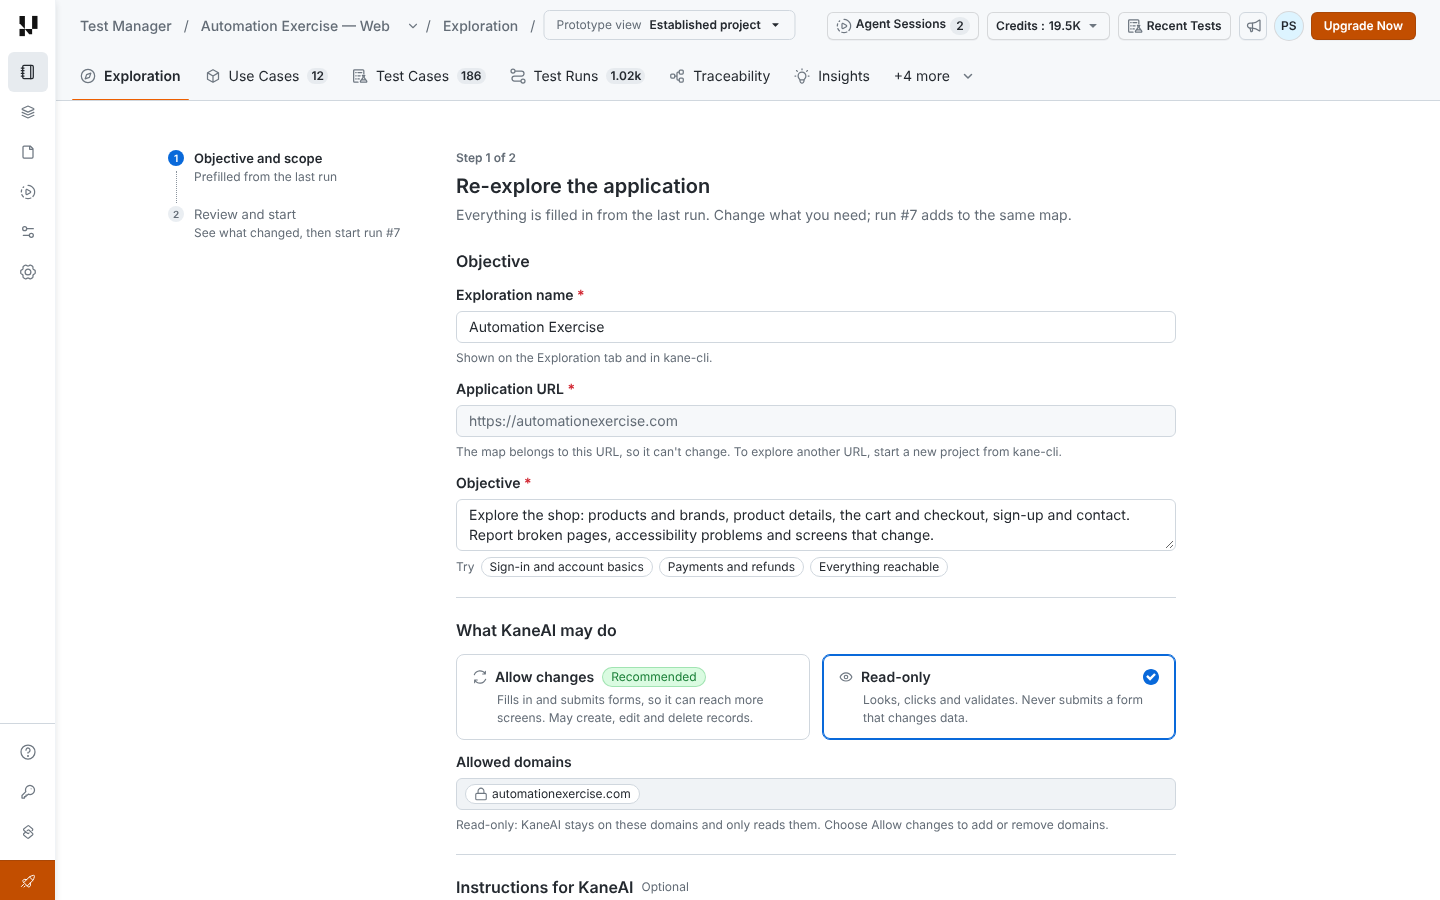 Test Manager / Automation Exercise — Web / Exploration / Prototype view Established project
Agent Sessions 2
Credits : 19.5K
Recent Tests
PS
Upgrade Now
Exploration
Use Cases 12
Test Cases 186
Test Runs 1.02k
Traceability
Insights
+4 more
1 Objective and scope
Prefilled from the last run
2 Review and start
See what changed, then start run #7
Step 1 of 2
Re-explore the application
Everything is filled in from the last run. Change what you need; run #7 adds to the same map.
Objective
Exploration name *
Automation Exercise
Shown on the Exploration tab and in kane-cli.
Application URL *
https://automationexercise.com
The map belongs to this URL, so it can't change. To explore another URL, start a new project from kane-cli.
Objective *
Explore the shop: products and brands, product details, the cart and checkout, sign-up and contact.
Report broken pages, accessibility problems and screens that change.
Try Sign-in and account basics Payments and refunds Everything reachable
What KaneAI may do
Allow changes Recommended
Fills in and submits forms, so it can reach more
screens. May create, edit and delete records.
Read-only
Looks, clicks and validates. Never submits a form
that changes data.
Allowed domains
automationexercise.com
Read-only: KaneAI stays on these domains and only reads them. Choose Allow changes to add or remove domains.
Instructions for KaneAI Optional